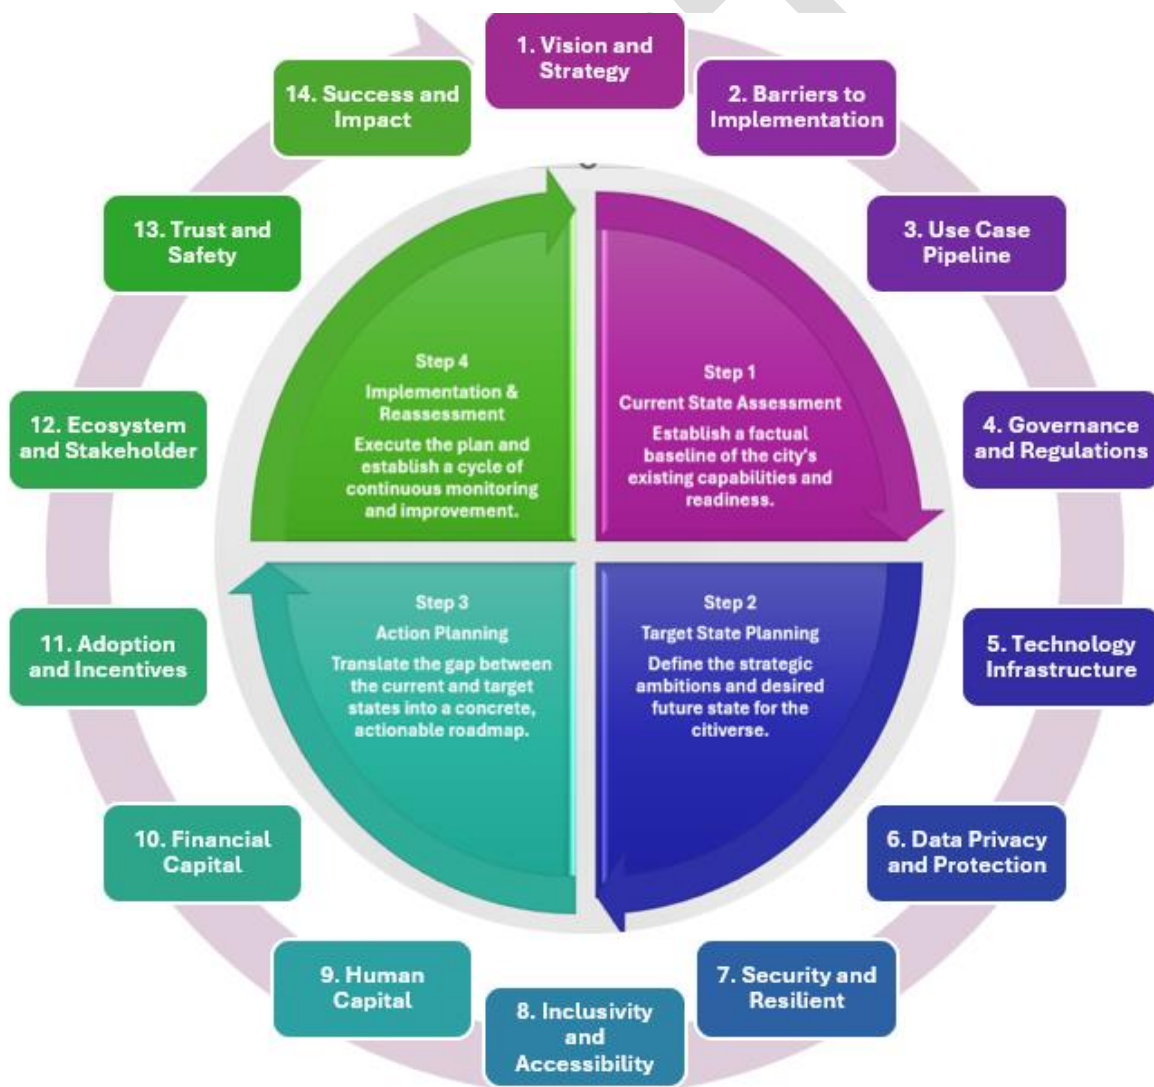 1. Vision and
Strategy
2. Barriers to
Implementation
3. Use Case
Pipeline
4. Governance
and Regulations
5. Technology
Infrastructure
6. Data Privacy
and Protection
7. Security and
Resilient
8. Inclusivity
and
Accessibility
9. Human
Capital
10. Financial
Capital
11. Adoption
and Incentives
12. Ecosystem
and Stakeholder
13. Trust and
Safety
14. Success and
Impact
Step 1
Current State Assessment
Establish a factual
baseline of the city's
existing capabilities and
readiness.
Step 2
Target State Planning
Define the strategic
ambitions and desired
future state for the
citiverse.
Step 3
Action Planning
Translate the gap between
the current and target
states into a concrete,
actionable roadmap.
Step 4
Implementation &
Reassessment
Execute the plan and
establish a cycle of
continuous monitoring
and improvement.